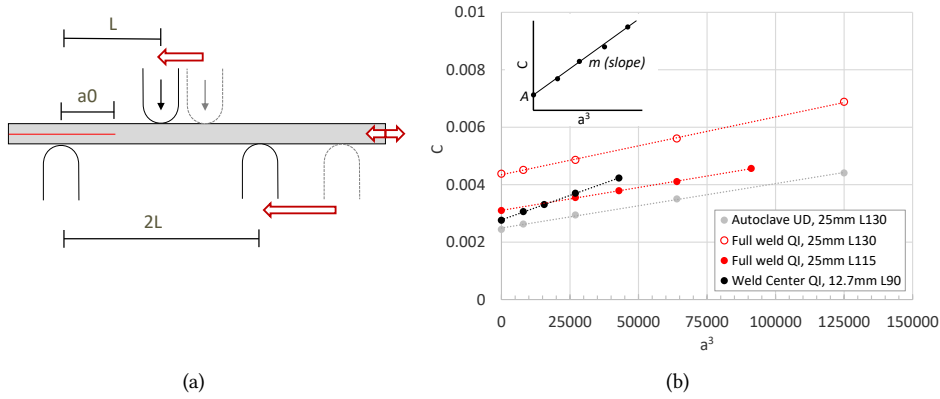 (a)
L
a0
2L
(b)
0.01
0.008
0.006
0.004
0.002
0
C
C
A
m (slope)
a³
Autoclave UD, 25mm L130
Full weld QI, 25mm L130
Full weld QI, 25mm L115
Weld Center QI, 12.7mm L90
0 25000 50000 75000 100000 125000 150000
a³
(a)
(b)